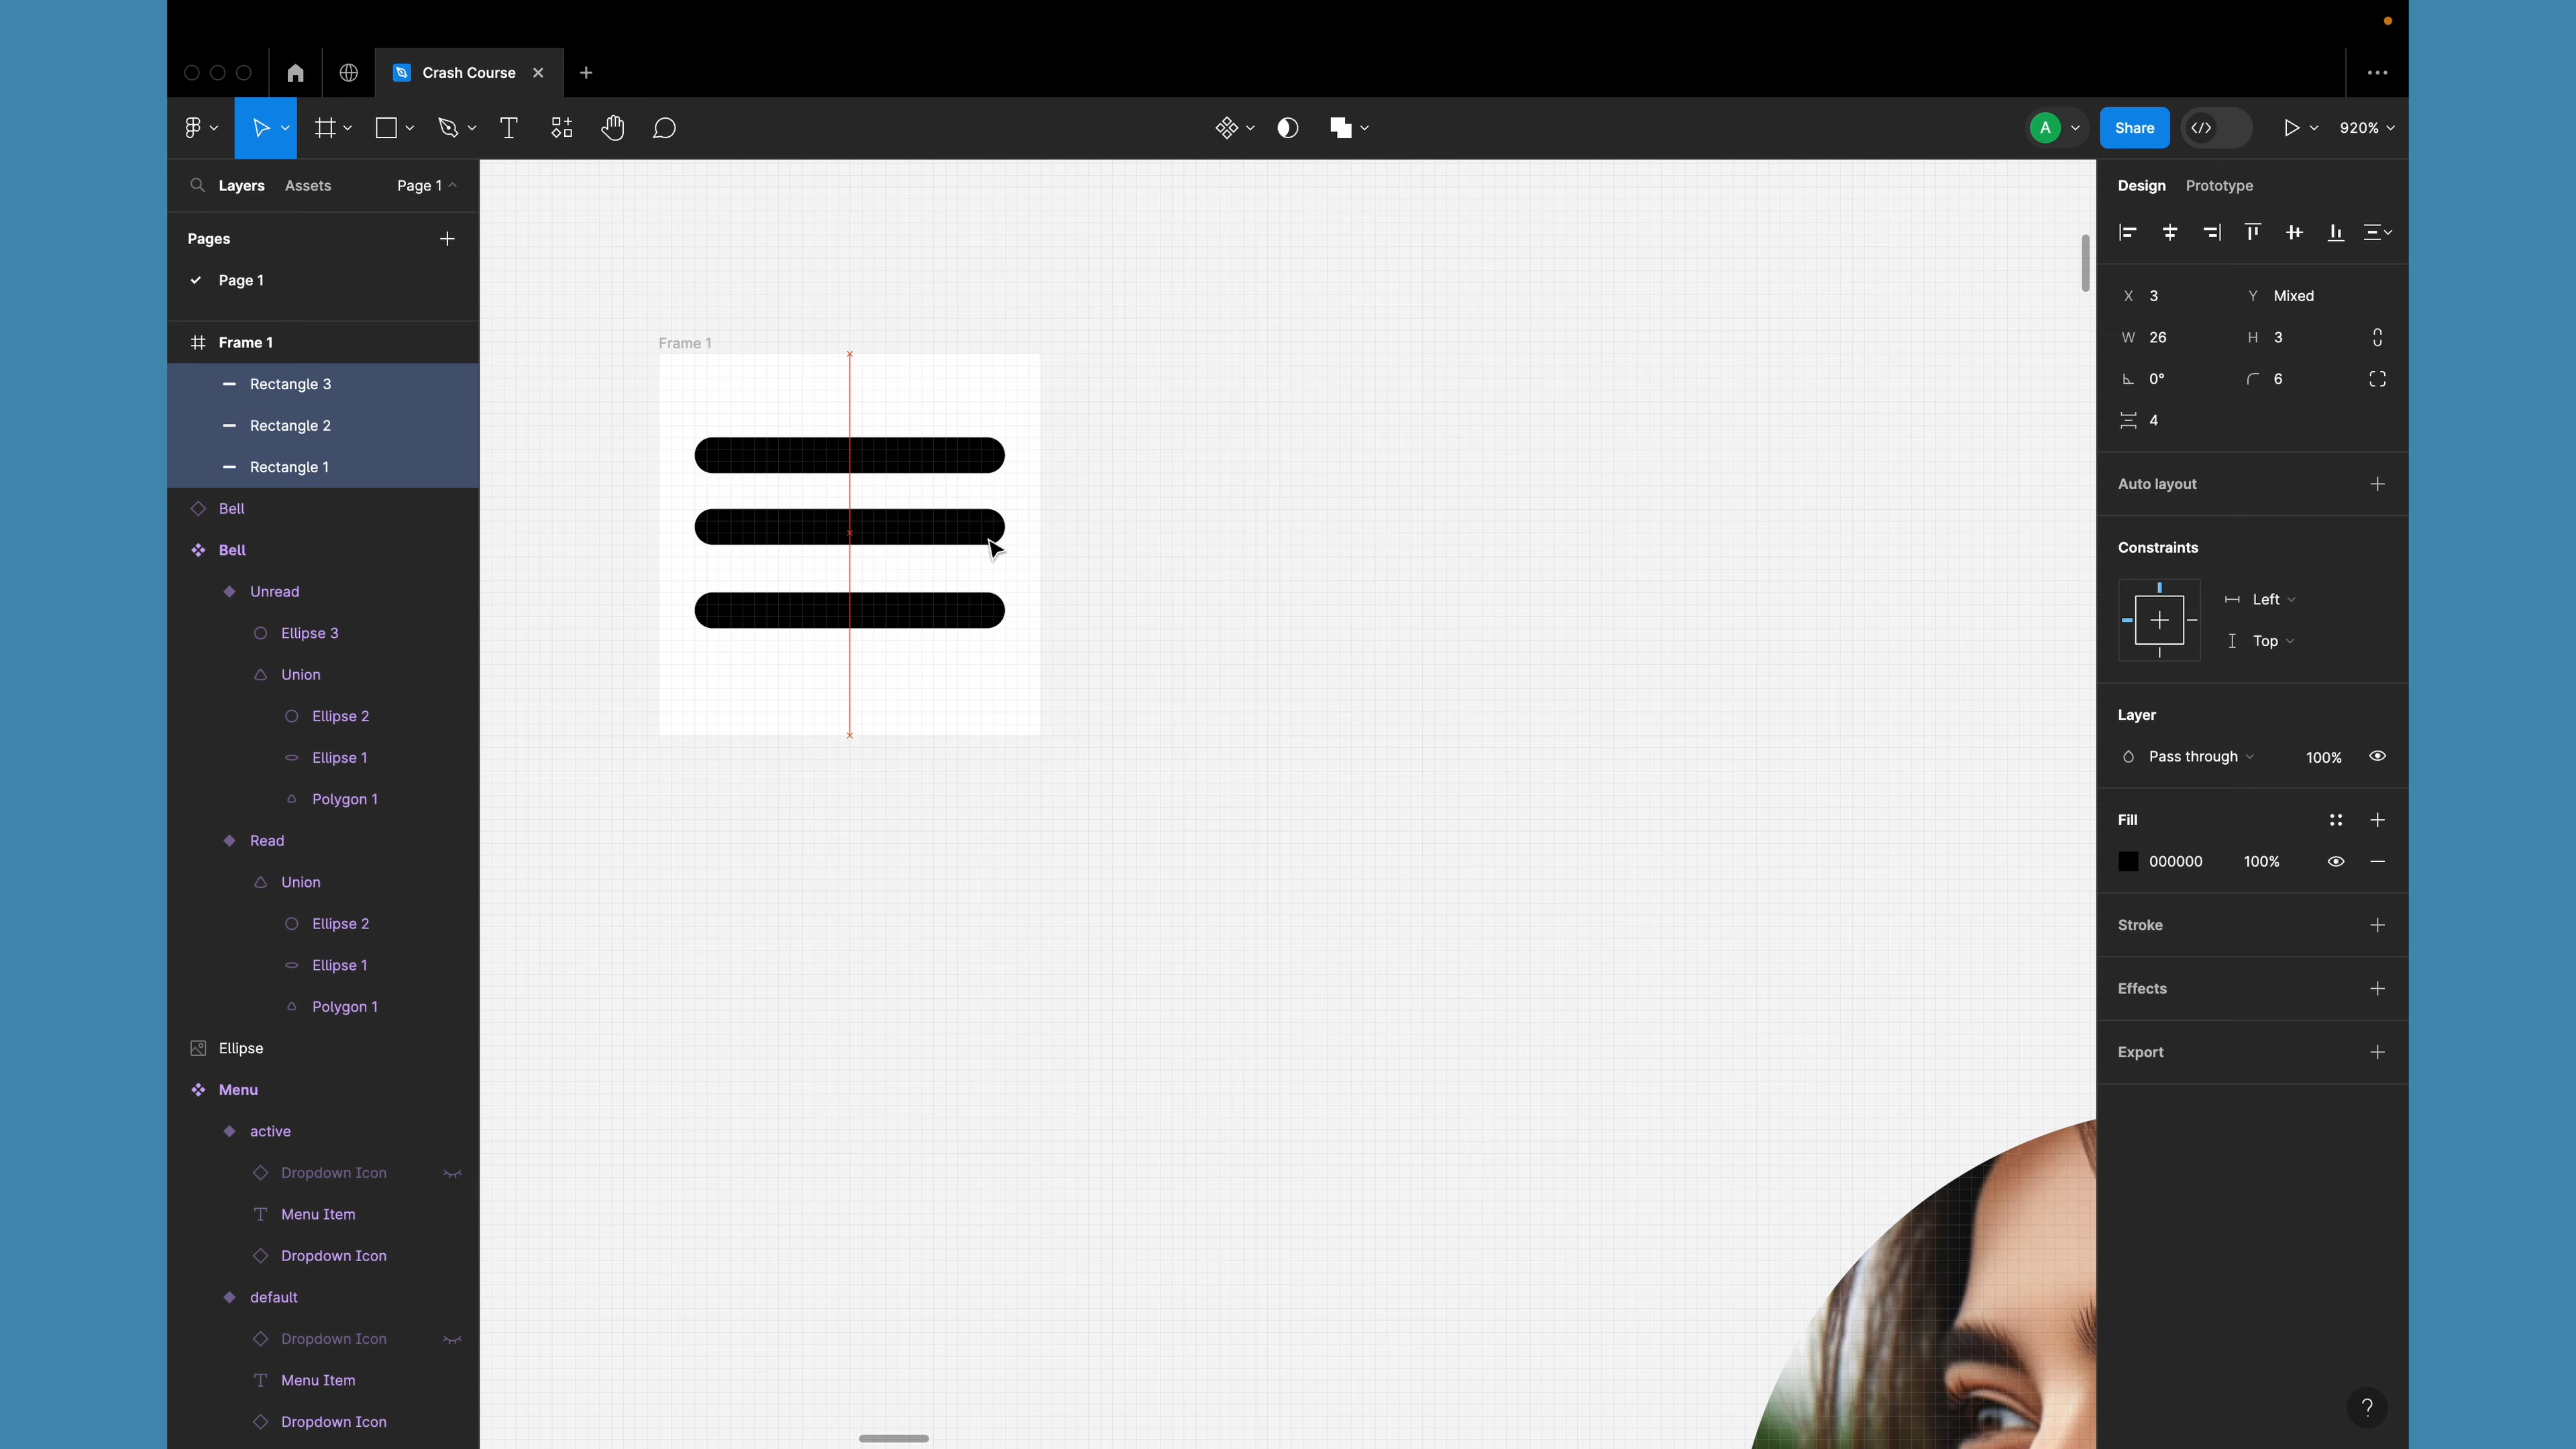 Crash Course
A
Share
920%
Layers
Assets
Page 1
Design
Prototype
Pages
Page 1
Frame 1
Rectangle 3
Rectangle 2
Rectangle 1
Bell
Bell
Unread
Ellipse 3
Union
Ellipse 2
Ellipse 1
Polygon 1
Read
Union
Ellipse 2
Ellipse 1
Polygon 1
Ellipse
Menu
active
Dropdown Icon
Menu Item
Dropdown Icon
default
Dropdown Icon
Menu Item
Dropdown Icon
Frame 1
X 3 Y Mixed
W 26 H 3
0° 6
4
Auto layout
Constraints
Left
Top
Layer
Pass through 100%
Fill
000000 100%
Stroke
Effects
Export
?